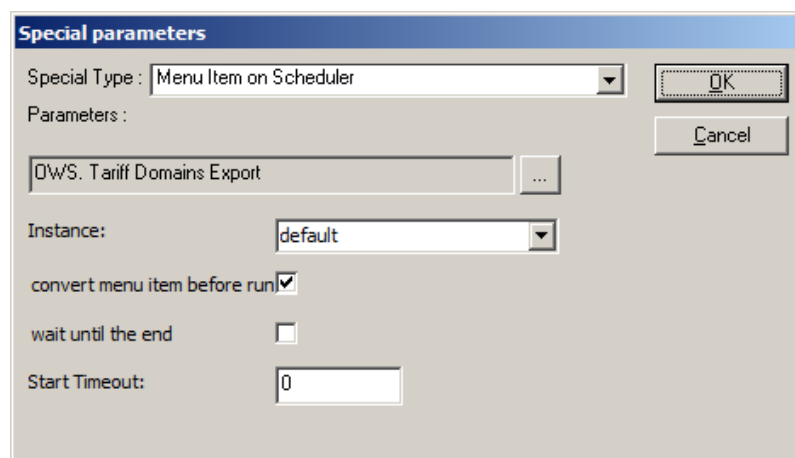 Special parameters
Special Type : Menu Item on Scheduler
OK
Parameters :
Cancel
OWS. Tariff Domains Export ...
Instance: default
convert menu item before run
wait until the end
Start Timeout: 0